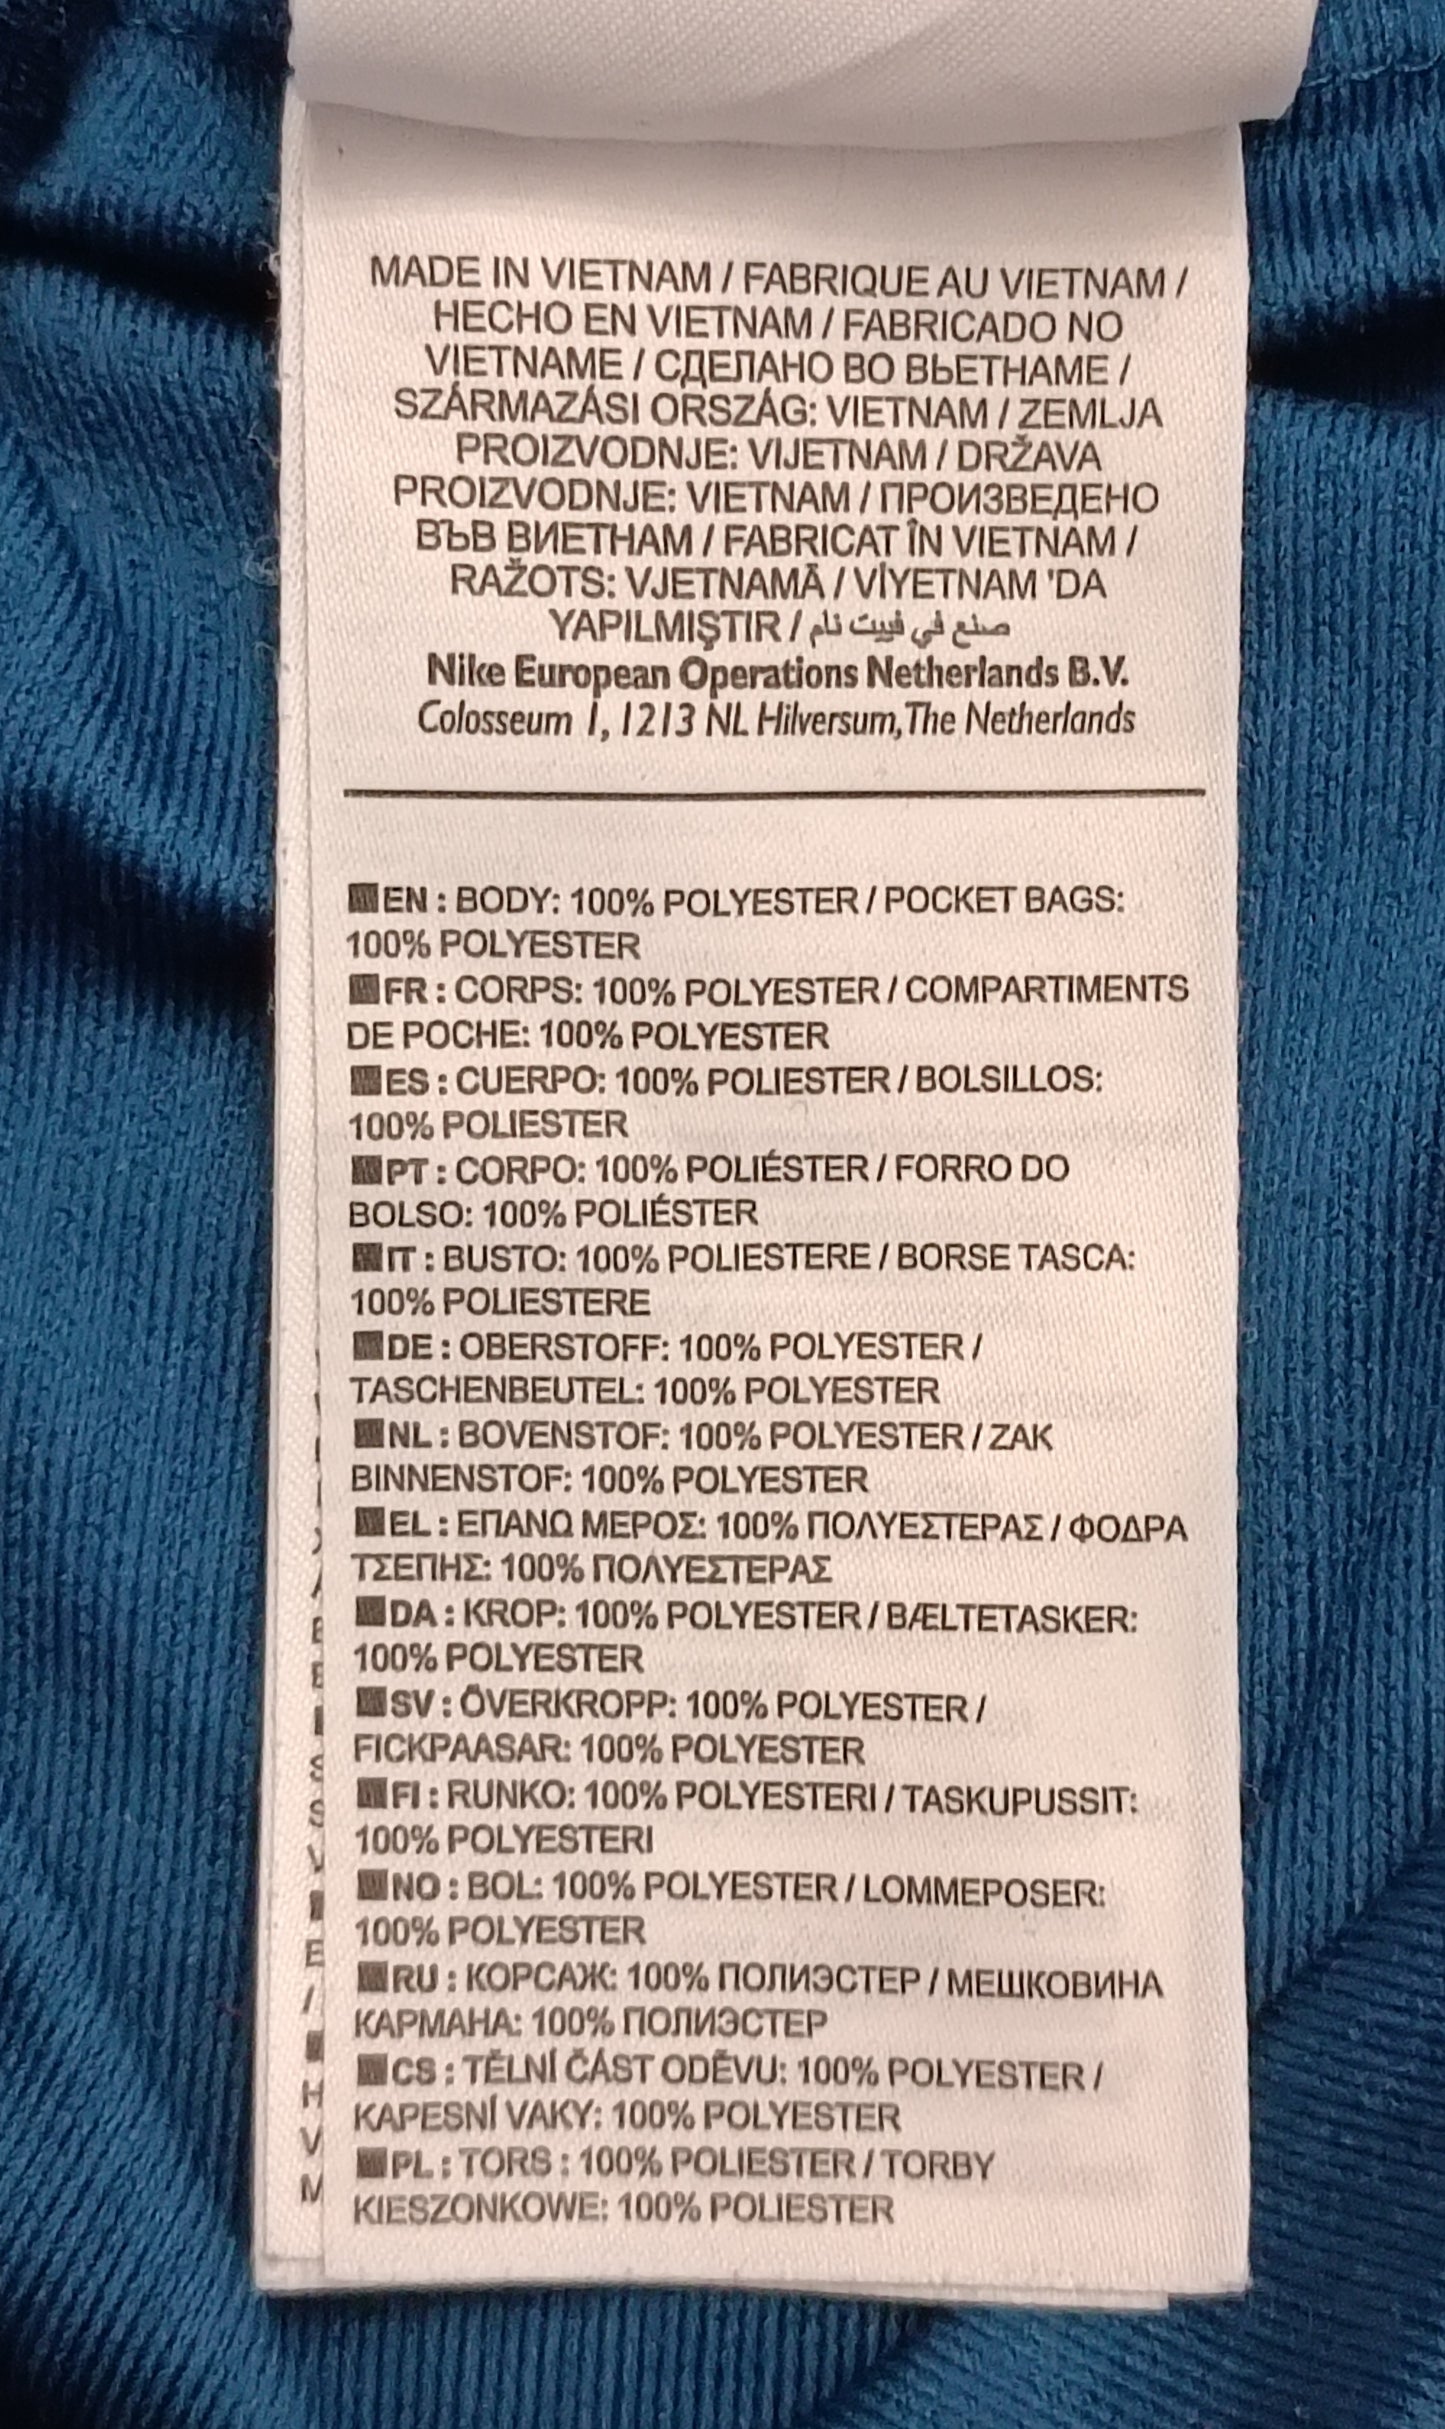 MADE IN VIETNAM / FABRIQUE AU VIETNAM /
HECHO EN VIETNAM / FABRICADO NO
VIETNAME / СДЕЛАНО ВО ВЬЕТНАМЕ /
SZÁRMAZÁSI ORSZÁG: VIETNAM / ZEMLJA
PROIZVODNJE: VIJETNAM / DRŽAVA
PROIZVODNJE: VIETNAM / ПРОИЗВЕДЕНО
ВЪВ ВИЕТНАМ / FABRICAT ÎN VIETNAM /
RAŽOTS: VJETNAMĀ / VİYETNAM 'DA
YAPILMIŞTIR / صنع في فييت نام
Nike European Operations Netherlands B.V.
Colosseum 1, 1213 NL Hilversum, The Netherlands
EN : BODY: 100% POLYESTER / POCKET BAGS:
100% POLYESTER
FR : CORPS: 100% POLYESTER / COMPARTIMENTS
DE POCHE: 100% POLYESTER
ES : CUERPO: 100% POLIESTER / BOLSILLOS:
100% POLIESTER
PT : CORPO: 100% POLIÉSTER / FORRO DO
BOLSO: 100% POLIÉSTER
IT : BUSTO: 100% POLIESTERE / BORSE TASCA:
100% POLIESTERE
DE : OBERSTOFF: 100% POLYESTER /
TASCHENBEUTEL: 100% POLYESTER
NL : BOVENSTOF: 100% POLYESTER / ZAK
BINNENSTOF: 100% POLYESTER
EL : ΕΠΑΝΩ ΜΕΡΟΣ: 100% ΠΟΛΥΕΣΤΕΡΑΣ / ΦΟΔΡΑ
ΤΣΕΠΗΣ: 100% ΠΟΛΥΕΣΤΕΡΑΣ
DA : KROP: 100% POLYESTER / BÆLTETASKER:
100% POLYESTER
SV : ÖVERKROPP: 100% POLYESTER /
FICKPAASAR: 100% POLYESTER
FI : RUNKO: 100% POLYESTERI / TASKUPUSSIT:
100% POLYESTERI
NO : BOL: 100% POLYESTER / LOMMEPOSER:
100% POLYESTER
RU : КОРСАЖ: 100% ПОЛИЭСТЕР / МЕШКОВИНА
КАРМАНА: 100% ПОЛИЭСТЕР
CS : TĚLNÍ ČÁST ODĚVU: 100% POLYESTER /
KAPESNÍ VAKY: 100% POLYESTER
PL : TORS : 100% POLIESTER / TORBY
KIESZONKOWE: 100% POLIESTER